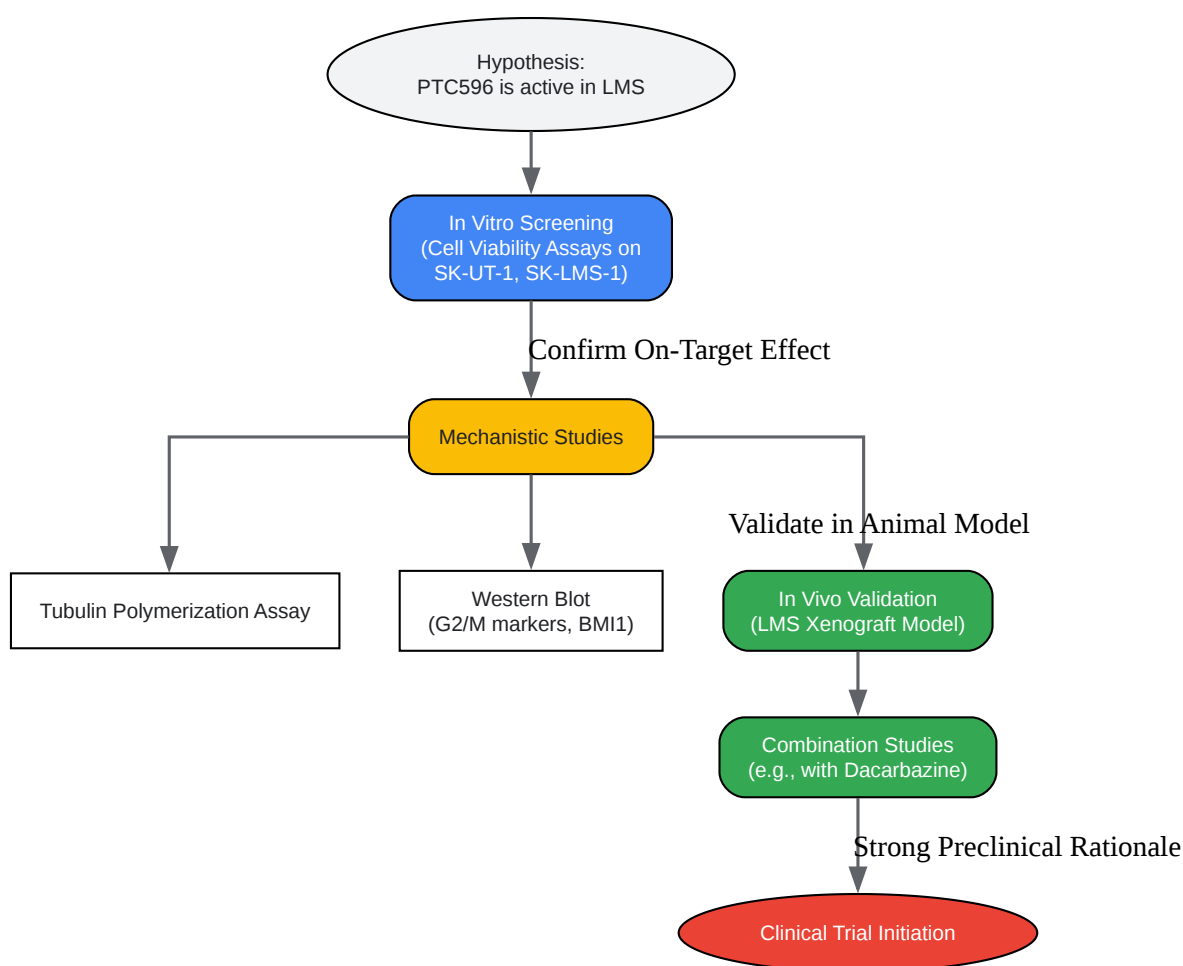 Hypothesis:
PTC596 is active in LMS
In Vitro Screening
(Cell Viability Assays on
SK-UT-1, SK-LMS-1)
Confirm On-Target Effect
Mechanistic Studies
Validate in Animal Model
Tubulin Polymerization Assay
Western Blot
(G2/M markers, BMI1)
In Vivo Validation
(LMS Xenograft Model)
Combination Studies
(e.g., with Dacarbazine)
Strong Preclinical Rationale
Clinical Trial Initiation